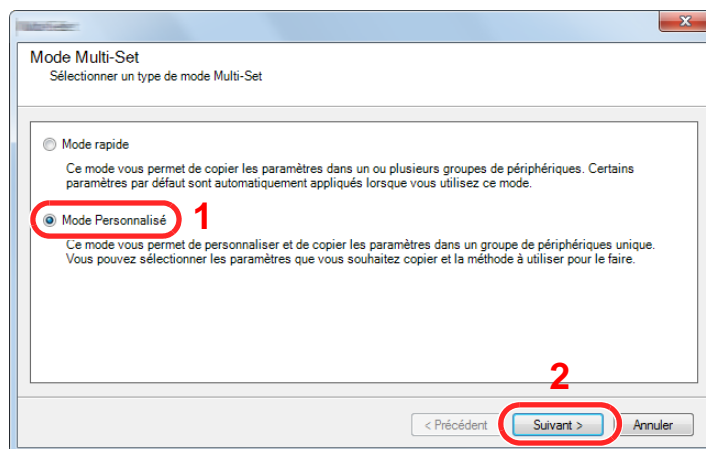 Mode Multi-Set
Sélectionner un type de mode Multi-Set
Mode rapide
Ce mode vous permet de copier les paramètres dans un ou plusieurs groupes de périphériques. Certains
paramètres par défaut sont automatiquement appliqués lorsque vous utilisez ce mode.
Mode Personnalisé
1
Ce mode vous permet de personnaliser et de copier les paramètres dans un groupe de périphériques unique.
Vous pouvez sélectionner les paramètres que vous souhaitez copier et la méthode à utiliser pour le faire.
2
< Précédent Suivant > Annuler